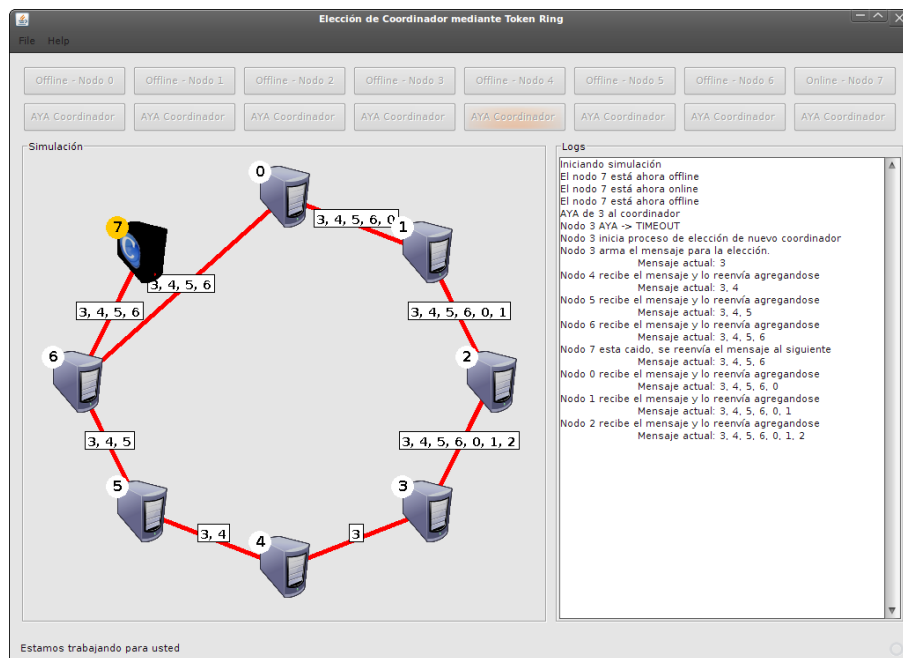 Elección de Coordinador mediante Token Ring
File Help
Offline - Nodo 0 Offline - Nodo 1 Offline - Nodo 2 Offline - Nodo 3 Offline - Nodo 4 Offline - Nodo 5 Offline - Nodo 6 Online - Nodo 7
AYA Coordinador AYA Coordinador AYA Coordinador AYA Coordinador AYA Coordinador AYA Coordinador AYA Coordinador AYA Coordinador
Simulación
0
3, 4, 5, 6, 0
1
7
3, 4, 5, 6
3, 4, 5, 6
3, 4, 5, 6, 0, 1
6
2
3, 4, 5
3, 4, 5, 6, 0, 1, 2
5
3
3, 4
3
4
Logs
Iniciando simulación
El nodo 7 está ahora offline
El nodo 7 está ahora online
El nodo 7 está ahora offline
AYA de 3 al coordinador
Nodo 3 AYA -> TIMEOUT
Nodo 3 inicia proceso de elección de nuevo coordinador
Nodo 3 arma el mensaje para la elección.
Mensaje actual: 3
Nodo 4 recibe el mensaje y lo reenvía agregandose
Mensaje actual: 3, 4
Nodo 5 recibe el mensaje y lo reenvía agregandose
Mensaje actual: 3, 4, 5
Nodo 6 recibe el mensaje y lo reenvía agregandose
Mensaje actual: 3, 4, 5, 6
Nodo 7 esta caido, se reenvía el mensaje al siguiente
Mensaje actual: 3, 4, 5, 6
Nodo 0 recibe el mensaje y lo reenvía agregandose
Mensaje actual: 3, 4, 5, 6, 0
Nodo 1 recibe el mensaje y lo reenvía agregandose
Mensaje actual: 3, 4, 5, 6, 0, 1
Nodo 2 recibe el mensaje y lo reenvía agregandose
Mensaje actual: 3, 4, 5, 6, 0, 1, 2
Estamos trabajando para usted